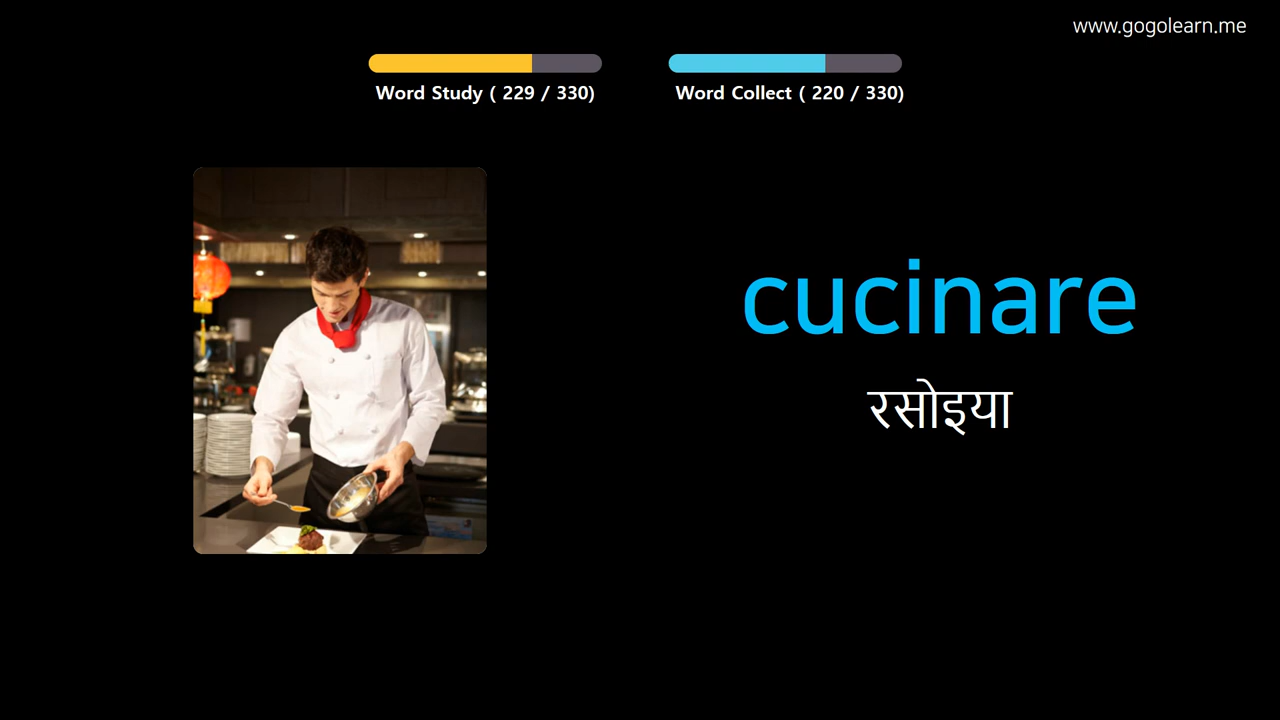 www.gogolearn.me
Word Study ( 229 / 330)
Word Collect ( 220 / 330)
cucinare
रसोइया